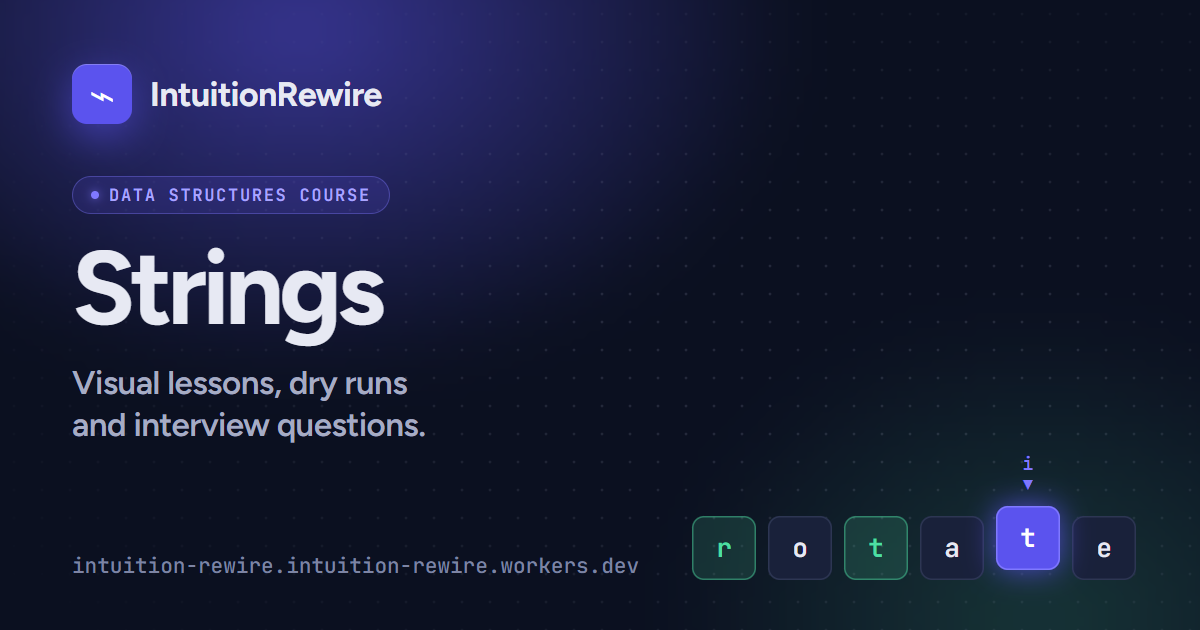 IntuitionRewire
DATA STRUCTURES COURSE
Strings
Visual lessons, dry runs
and interview questions.
i
r o t a t e
intuition-rewire.intuition-rewire.workers.dev